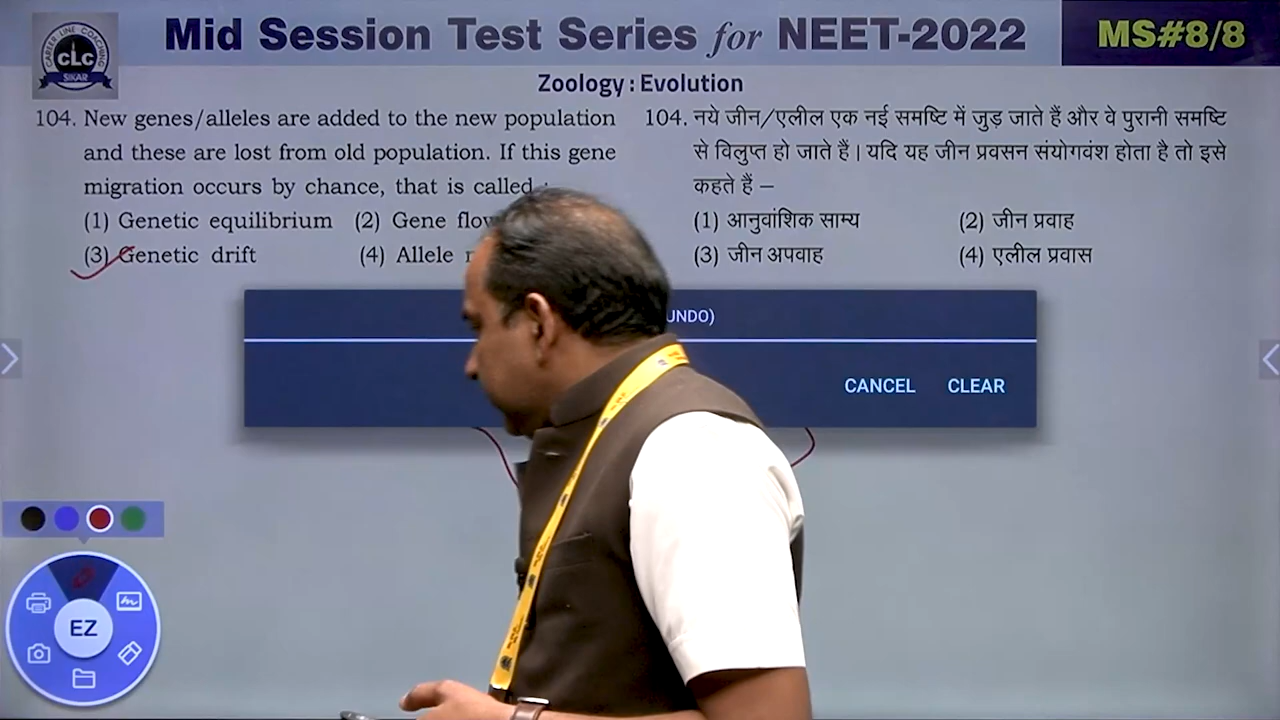 CAREER LINE COACHING
CLC
SIKAR
Mid Session Test Series for NEET-2022
MS#8/8
Zoology : Evolution
104. New genes/alleles are added to the new population
and these are lost from old population. If this gene
migration occurs by chance, that is called :
(1) Genetic equilibrium (2) Gene
(3) Genetic drift (4) Allele
104. नये जीन/एलील एक नई समष्टि में जुड़ जाते हैं और वे पुरानी समष्टि
से विलुप्त हो जाते हैं। यदि यह जीन प्रवसन संयोगवंश होता है तो इसे
कहते हैं –
(1) आनुवांशिक साम्य (2) जीन प्रवाह
(3) जीन अपवाह (4) एलील प्रवास
UNDO)
CANCEL CLEAR
EZ